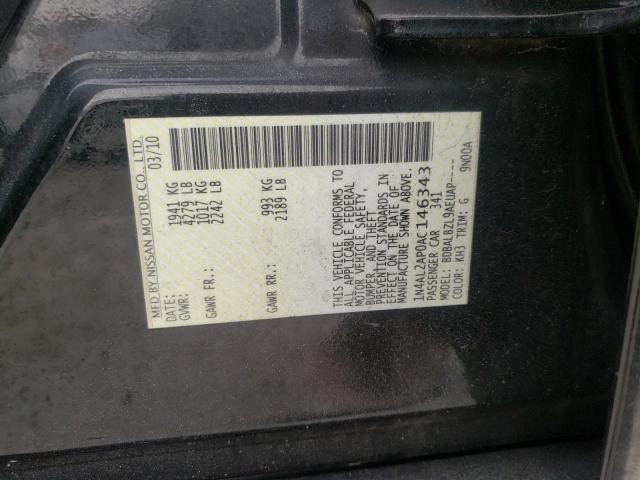 MFD BY NISSAN MOTOR CO., LTD.
DATE: 03/10
GVWR: 1941 KG
4279 LB
GAWR FR: 1017 KG
2242 LB
GAWR RR: 993 KG
2189 LB
THIS VEHICLE CONFORMS TO
ALL APPLICABLE FEDERAL
MOTOR VEHICLE SAFETY,
BUMPER, AND THEFT
PREVENTION STANDARDS IN
EFFECT ON THE DATE OF
MANUFACTURE SHOWN ABOVE.
1N4AL2AP0AC146343
PASSENGER CAR 341
MODEL: BDBALBZL9AEUAP-----
COLOR: KH3 TRIM: G 9N00A